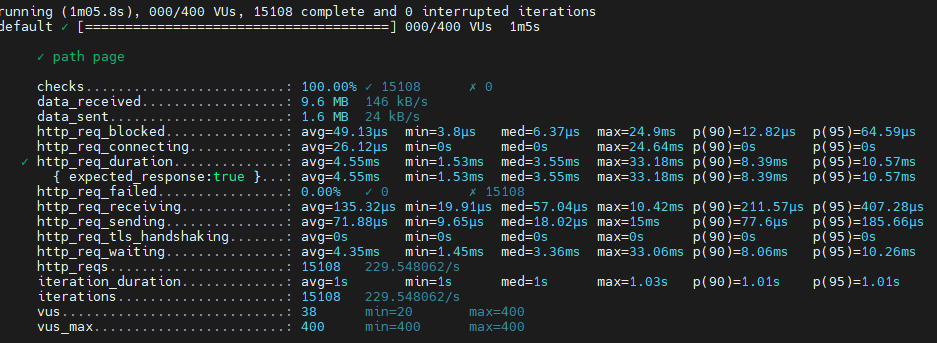 running (1m05.8s), 000/400 VUs, 15108 complete and 0 interrupted iterations
default ✓ [======================================] 000/400 VUs  1m5s
✓ path page
checks.........................: 100.00% ✓ 15108      ✗ 0
data_received..................: 9.6 MB  146 kB/s
data_sent......................: 1.6 MB  24 kB/s
http_req_blocked...............: avg=49.13µs  min=3.8µs   med=6.37µs  max=24.9ms  p(90)=12.82µs  p(95)=64.59µs
http_req_connecting............: avg=26.12µs  min=0s      med=0s      max=24.64ms p(90)=0s       p(95)=0s
✓ http_req_duration..............: avg=4.55ms   min=1.53ms  med=3.55ms  max=33.18ms p(90)=8.39ms   p(95)=10.57ms
{ expected_response:true }...: avg=4.55ms   min=1.53ms  med=3.55ms  max=33.18ms p(90)=8.39ms   p(95)=10.57ms
http_req_failed................: 0.00%   ✓ 0          ✗ 15108
http_req_receiving.............: avg=135.32µs min=19.91µs med=57.04µs max=10.42ms p(90)=211.57µs p(95)=407.28µs
http_req_sending...............: avg=71.88µs  min=9.65µs  med=18.02µs max=15ms    p(90)=77.6µs   p(95)=185.66µs
http_req_tls_handshaking.......: avg=0s       min=0s      med=0s      max=0s      p(90)=0s       p(95)=0s
http_req_waiting...............: avg=4.35ms   min=1.45ms  med=3.36ms  max=33.06ms p(90)=8.06ms   p(95)=10.26ms
http_reqs......................: 15108   229.548062/s
iteration_duration.............: avg=1s       min=1s      med=1s      max=1.03s   p(90)=1.01s    p(95)=1.01s
iterations.....................: 15108   229.548062/s
vus............................: 38      min=20       max=400
vus_max........................: 400     min=400      max=400